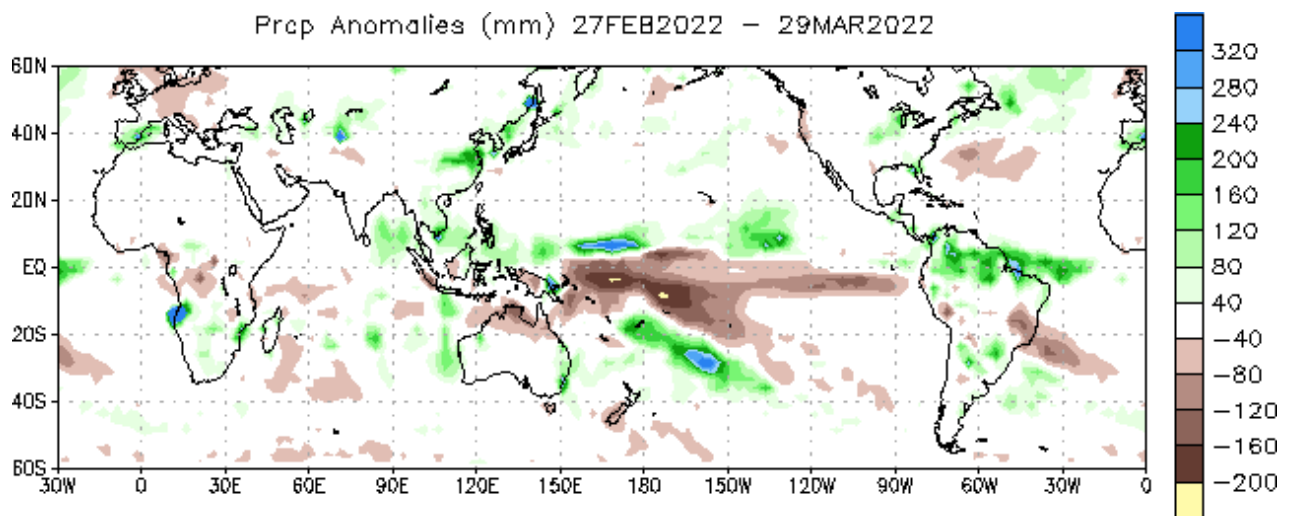 Prcp Anomalies (mm) 27FEB2022 – 29MAR2022
60N
40N
20N
EQ
20S
40S
60S
30W 0 30E 60E 90E 120E 150E 180 150W 120W 90W 60W 30W 0
320
280
240
200
160
120
80
40
−40
−80
−120
−160
−200